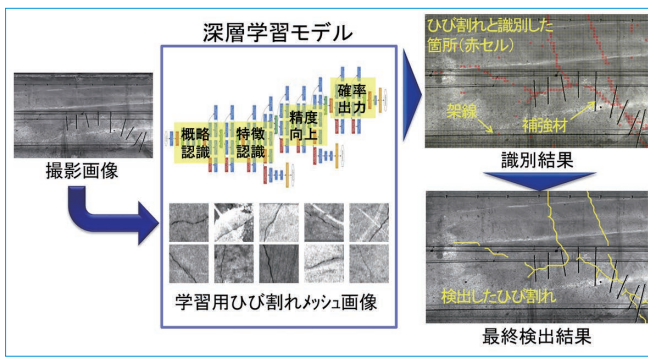 深層学習モデル
概略
認識
特徴
認識
精度
向上
確率
出力
撮影画像
学習用ひび割れメッシュ画像
ひび割れと識別した
箇所(赤セル)
架線
補強材
識別結果
検出したひび割れ
最終検出結果